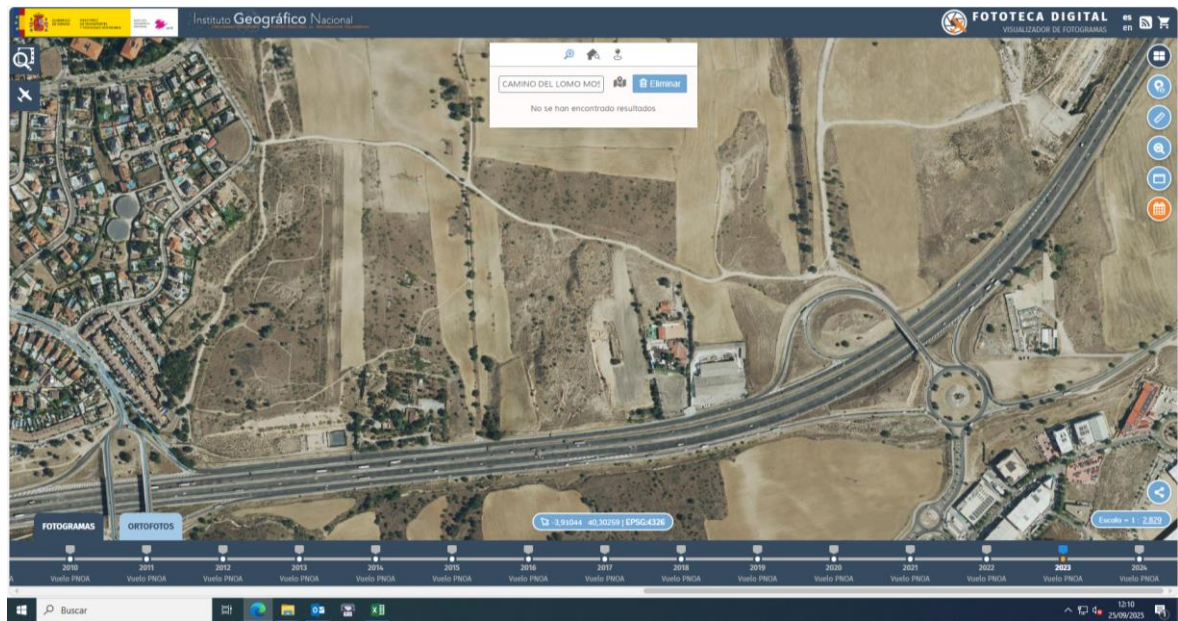 GOBIERNO DE ESPAÑA
Instituto Geográfico Nacional
FOTOTECA DIGITAL
VISUALIZADOR DE FOTOGRAMAS
es
en
CAMINO DEL LOMO MOS
Eliminar
No se han encontrado resultados
FOTOGRAMAS
ORTOFOTOS
-3,91044 40,30259 | EPSG:4326
Escala ~ 1 : 2.829
2010 2011 2012 2013 2014 2015 2016 2017 2018 2019 2020 2021 2022 2023 2024
A Vuelo PNOA Vuelo PNOA Vuelo PNOA Vuelo PNOA Vuelo PNOA Vuelo PNOA Vuelo PNOA Vuelo PNOA Vuelo PNOA Vuelo PNOA Vuelo PNOA Vuelo PNOA Vuelo PNOA Vuelo PNOA Vuelo PNOA
Buscar
12:10
25/09/2025